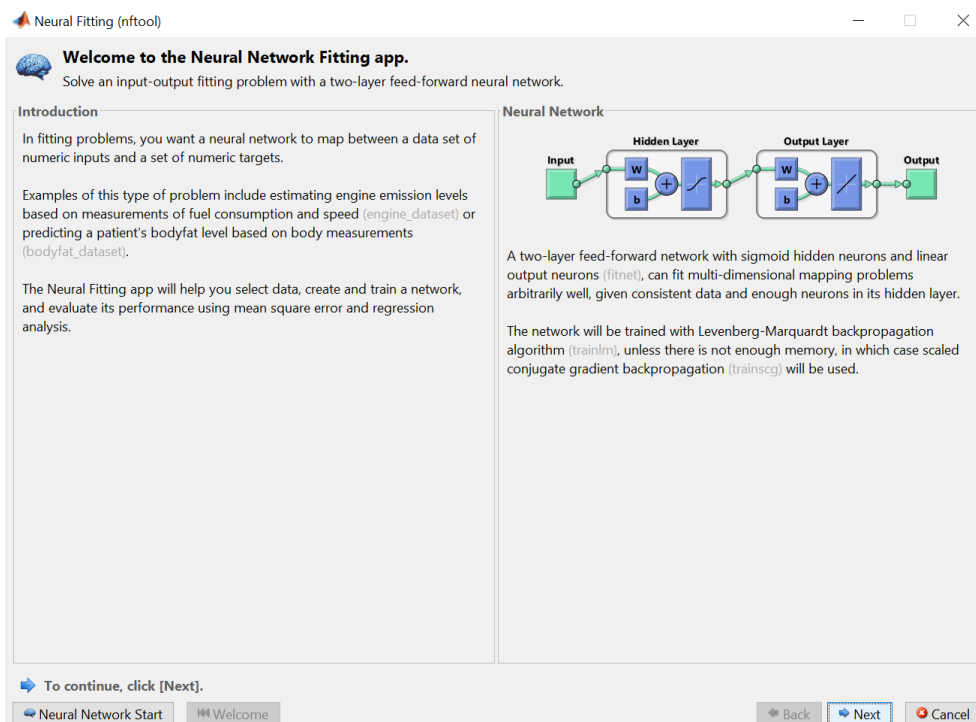 Neural Fitting (nftool)
Welcome to the Neural Network Fitting app.
Solve an input-output fitting problem with a two-layer feed-forward neural network.
Introduction
In fitting problems, you want a neural network to map between a data set of
numeric inputs and a set of numeric targets.
Examples of this type of problem include estimating engine emission levels
based on measurements of fuel consumption and speed (engine_dataset) or
predicting a patient's bodyfat level based on body measurements
(bodyfat_dataset).
The Neural Fitting app will help you select data, create and train a network,
and evaluate its performance using mean square error and regression
analysis.
Neural Network
Hidden Layer
Output Layer
Input
Output
W
b
W
b
A two-layer feed-forward network with sigmoid hidden neurons and linear
output neurons (fitnet), can fit multi-dimensional mapping problems
arbitrarily well, given consistent data and enough neurons in its hidden layer.
The network will be trained with Levenberg-Marquardt backpropagation
algorithm (trainlm), unless there is not enough memory, in which case scaled
conjugate gradient backpropagation (trainscg) will be used.
To continue, click [Next].
Neural Network Start
Welcome
Back
Next
Cancel